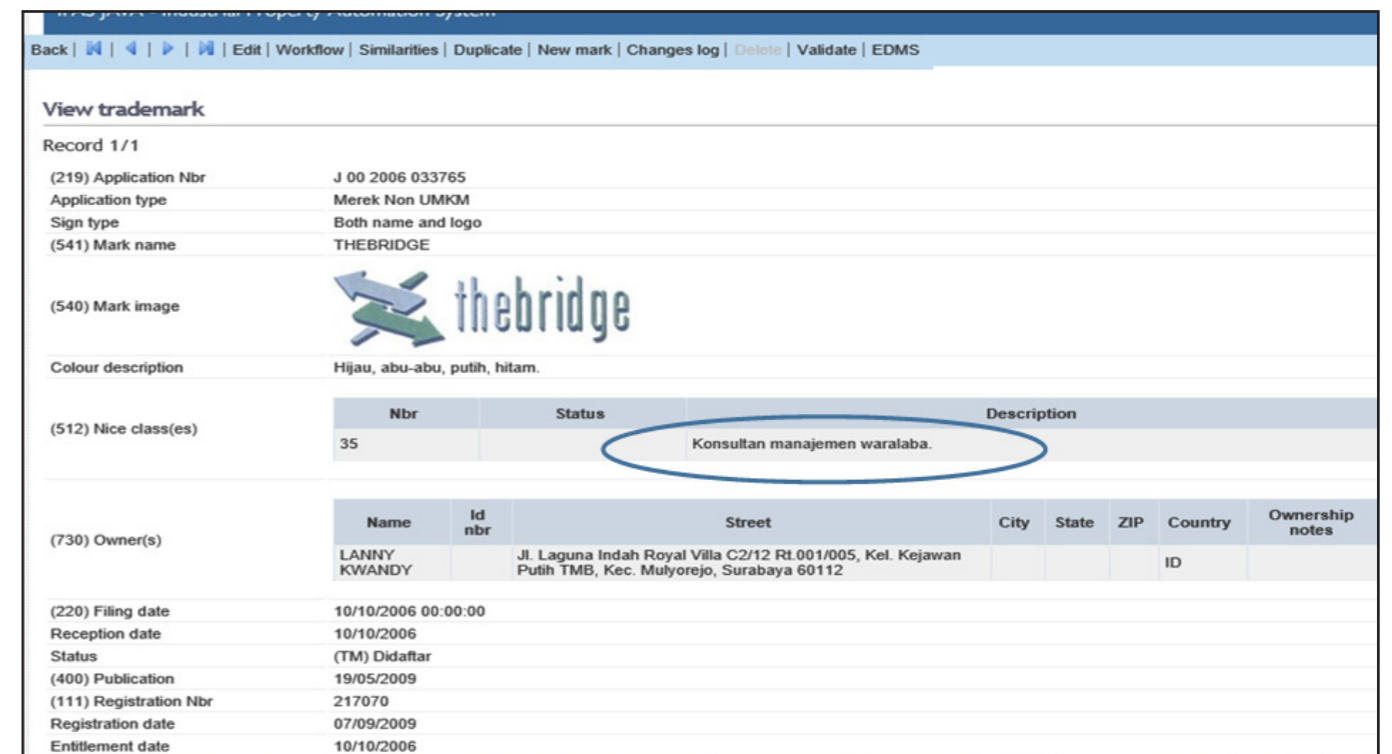 Back | | | | | Edit | Workflow | Similarities | Duplicate | New mark | Changes log | Delete | Validate | EDMS
View trademark
Record 1/1
(219) Application Nbr J 00 2006 033765
Application type Merek Non UMKM
Sign type Both name and logo
(541) Mark name THEBRIDGE
(540) Mark image thebridge
Colour description Hijau, abu-abu, putih, hitam.
Nbr Status Description
(512) Nice class(es)
35 Konsultan manajemen waralaba.
Name Id nbr Street City State ZIP Country Ownership notes
(730) Owner(s)
LANNY KWANDY Jl. Laguna Indah Royal Villa C2/12 Rt.001/005, Kel. Kejawan ID
Putih TMB, Kec. Mulyorejo, Surabaya 60112
(220) Filing date 10/10/2006 00:00:00
Reception date 10/10/2006
Status (TM) Didaftar
(400) Publication 19/05/2009
(111) Registration Nbr 217070
Registration date 07/09/2009
Entitlement date 10/10/2006